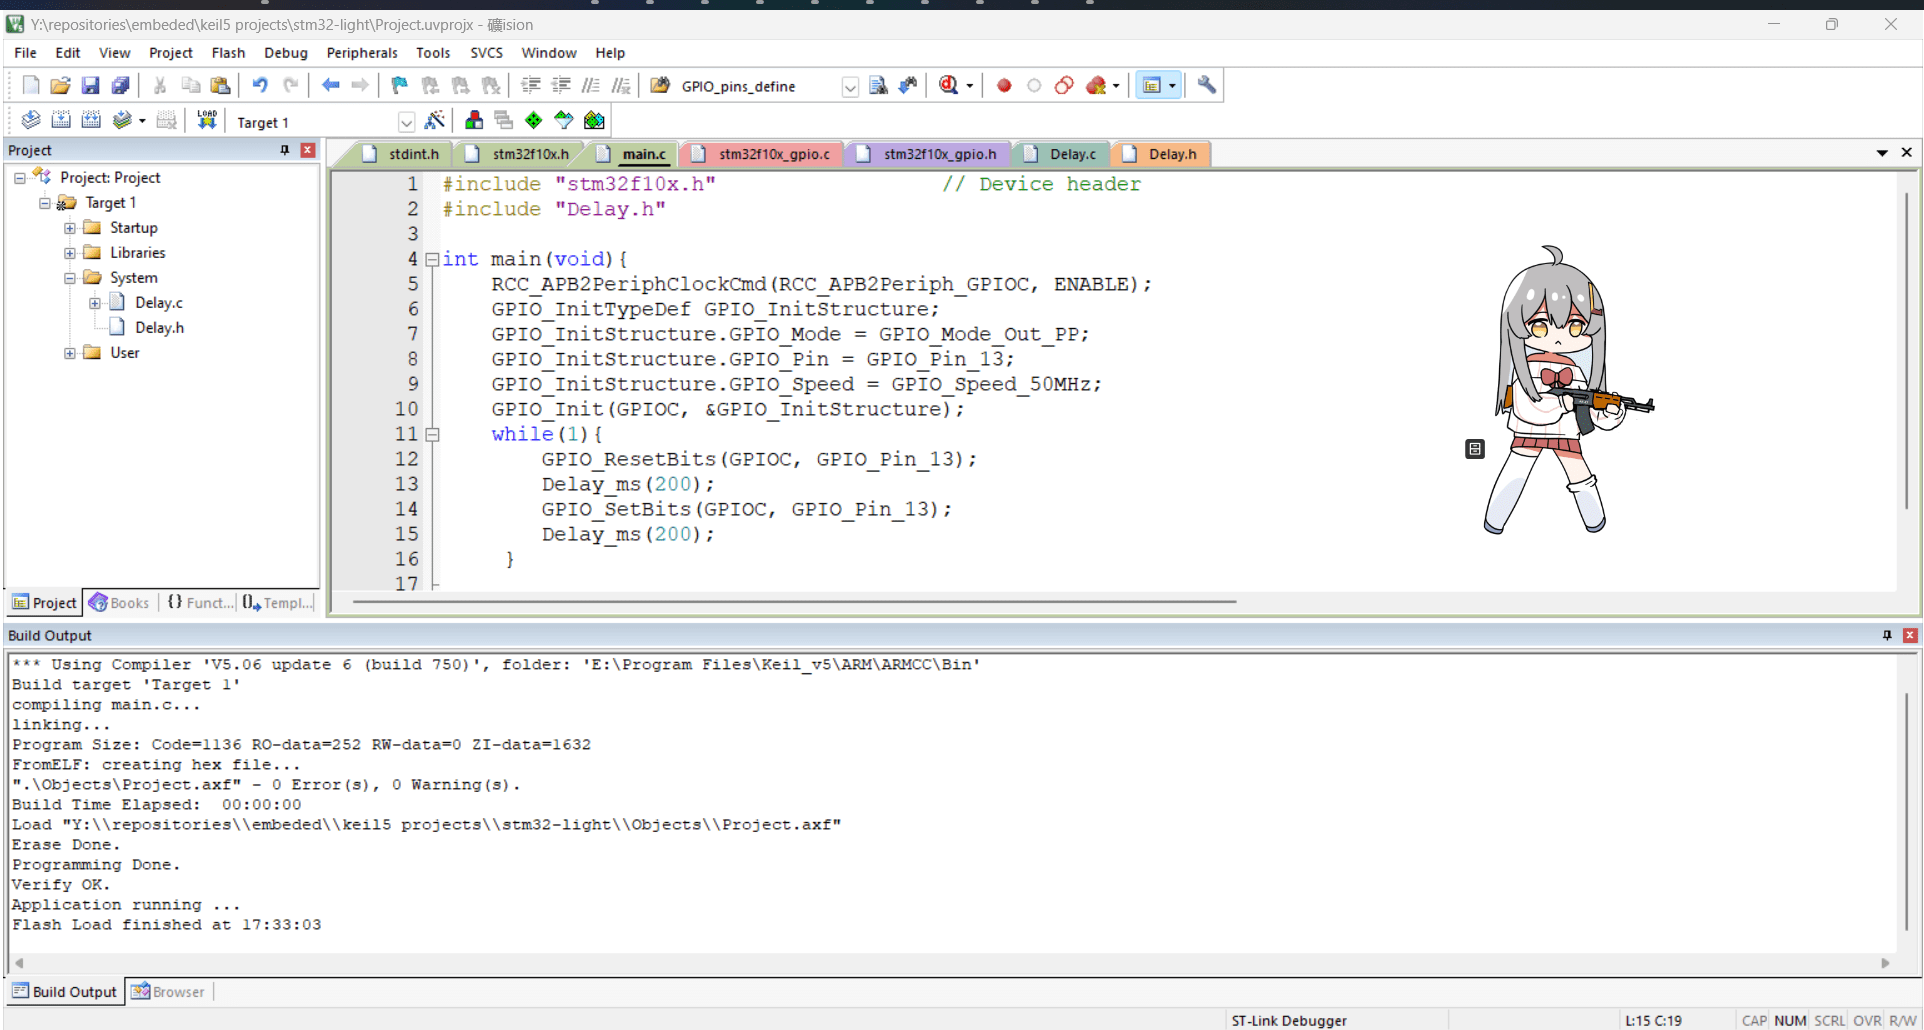 Y:\repositories\embeded\keil5 projects\stm32-light\Project.uvprojx - 礦ision
File Edit View Project Flash Debug Peripherals Tools SVCS Window Help
GPIO_pins_define
LOAD Target 1
Project
Project: Project
Target 1
Startup
Libraries
System
Delay.c
Delay.h
User
Project Books {} Funct... Templ...
stdint.h stm32f10x.h main.c stm32f10x_gpio.c stm32f10x_gpio.h Delay.c Delay.h
1 #include "stm32f10x.h" // Device header
2 #include "Delay.h"
3
4 int main(void){
5 RCC_APB2PeriphClockCmd(RCC_APB2Periph_GPIOC, ENABLE);
6 GPIO_InitTypeDef GPIO_InitStructure;
7 GPIO_InitStructure.GPIO_Mode = GPIO_Mode_Out_PP;
8 GPIO_InitStructure.GPIO_Pin = GPIO_Pin_13;
9 GPIO_InitStructure.GPIO_Speed = GPIO_Speed_50MHz;
10 GPIO_Init(GPIOC, &GPIO_InitStructure);
11 while(1){
12 GPIO_ResetBits(GPIOC, GPIO_Pin_13);
13 Delay_ms(200);
14 GPIO_SetBits(GPIOC, GPIO_Pin_13);
15 Delay_ms(200);
16 }
17
Build Output
*** Using Compiler 'V5.06 update 6 (build 750)', folder: 'E:\Program Files\Keil_v5\ARM\ARMCC\Bin'
Build target 'Target 1'
compiling main.c...
linking...
Program Size: Code=1136 RO-data=252 RW-data=0 ZI-data=1632
FromELF: creating hex file...
".\Objects\Project.axf" - 0 Error(s), 0 Warning(s).
Build Time Elapsed:  00:00:00
Load "Y:\\repositories\\embeded\\keil5 projects\\stm32-light\\Objects\\Project.axf"
Erase Done.
Programming Done.
Verify OK.
Application running ...
Flash Load finished at 17:33:03
Build Output Browser
ST-Link Debugger L:15 C:19 CAP NUM SCRL OVR R/W